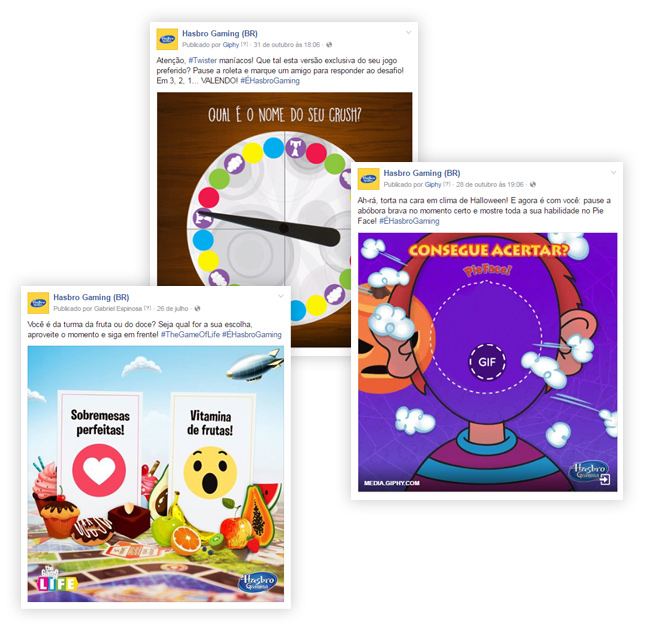 Hasbro Gaming (BR)
Publicado por Giphy [?] · 31 de outubro às 18:06 ·
Atenção, #Twister maníacos! Que tal esta versão exclusiva do seu jogo
preferido? Pause a roleta e marque um amigo para responder ao desafio!
Em 3, 2, 1... VALENDO! #ÉHasbroGaming
QUAL É O NOME DO SEU CRUSH?
Hasbro Gaming (BR)
Publicado por Giphy [?] · 28 de outubro às 19:06 ·
Ah-rá, torta na cara em clima de Halloween! E agora é com você: pause a
abóbora brava no momento certo e mostre toda a sua habilidade no Pie
Face! #ÉHasbroGaming
CONSEGUE ACERTAR?
Pie Face!
GIF
MEDIA.GIPHY.COM
Hasbro
Gaming
Hasbro Gaming (BR)
Publicado por Gabriel Espinosa [?] · 26 de julho ·
Você é da turma da fruta ou do doce? Seja qual for a sua escolha,
aproveite o momento e siga em frente! #TheGameOfLife #ÉHasbroGaming
Sobremesas
perfeitas!
Vitamina
de frutas!
The Game
of
LIFE
Hasbro
Gaming